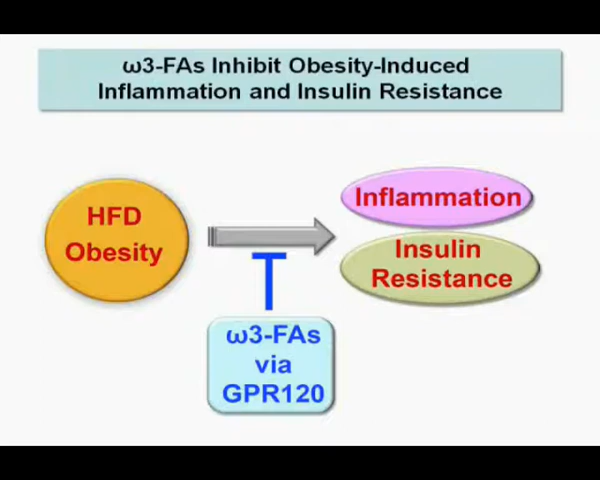 ω3-FAs Inhibit Obesity-Induced
Inflammation and Insulin Resistance
HFD
Obesity
Inflammation
Insulin
Resistance
ω3-FAs
via
GPR120